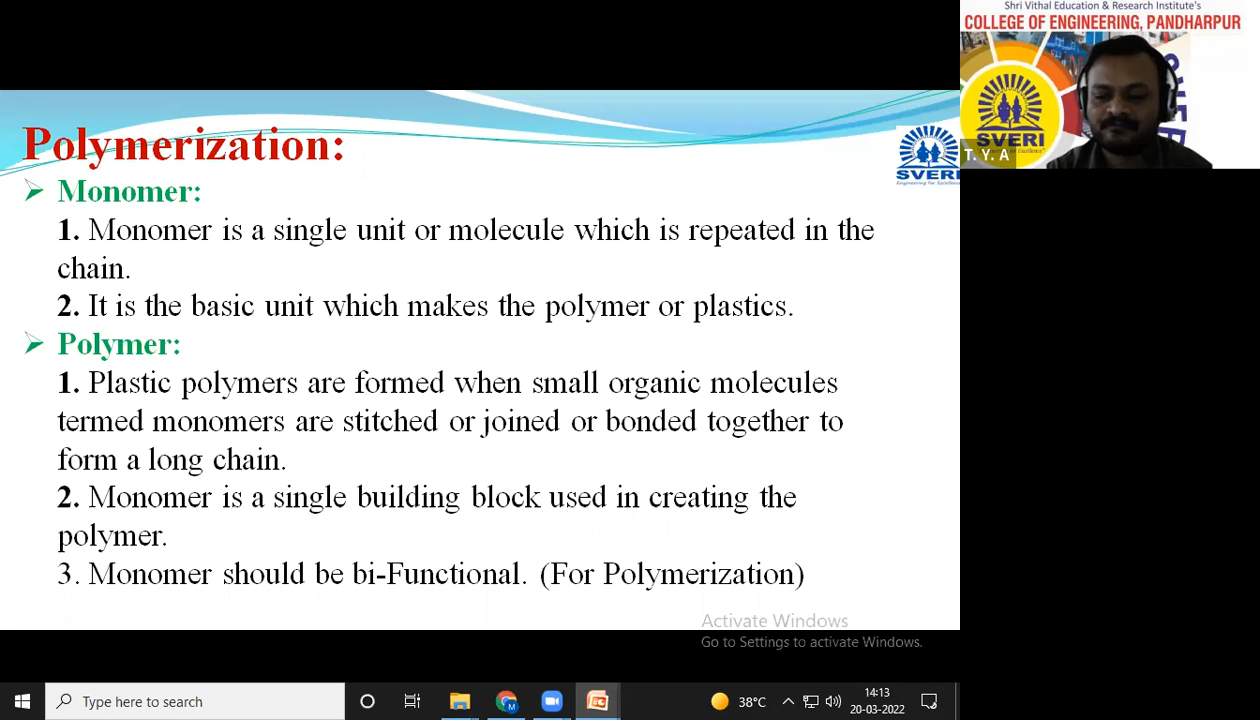 Shri Vithal Education & Research Institute's
COLLEGE OF ENGINEERING, PANDHARPUR
SVERI
T. Y. A
Polymerization:
SVERI
Engineering for Excellence
Monomer:
1. Monomer is a single unit or molecule which is repeated in the
chain.
2. It is the basic unit which makes the polymer or plastics.
Polymer:
1. Plastic polymers are formed when small organic molecules
termed monomers are stitched or joined or bonded together to
form a long chain.
2. Monomer is a single building block used in creating the
polymer.
3. Monomer should be bi-Functional. (For Polymerization)
Activate Windows
Go to Settings to activate Windows.
Type here to search
M
38°C
14:13
20-03-2022